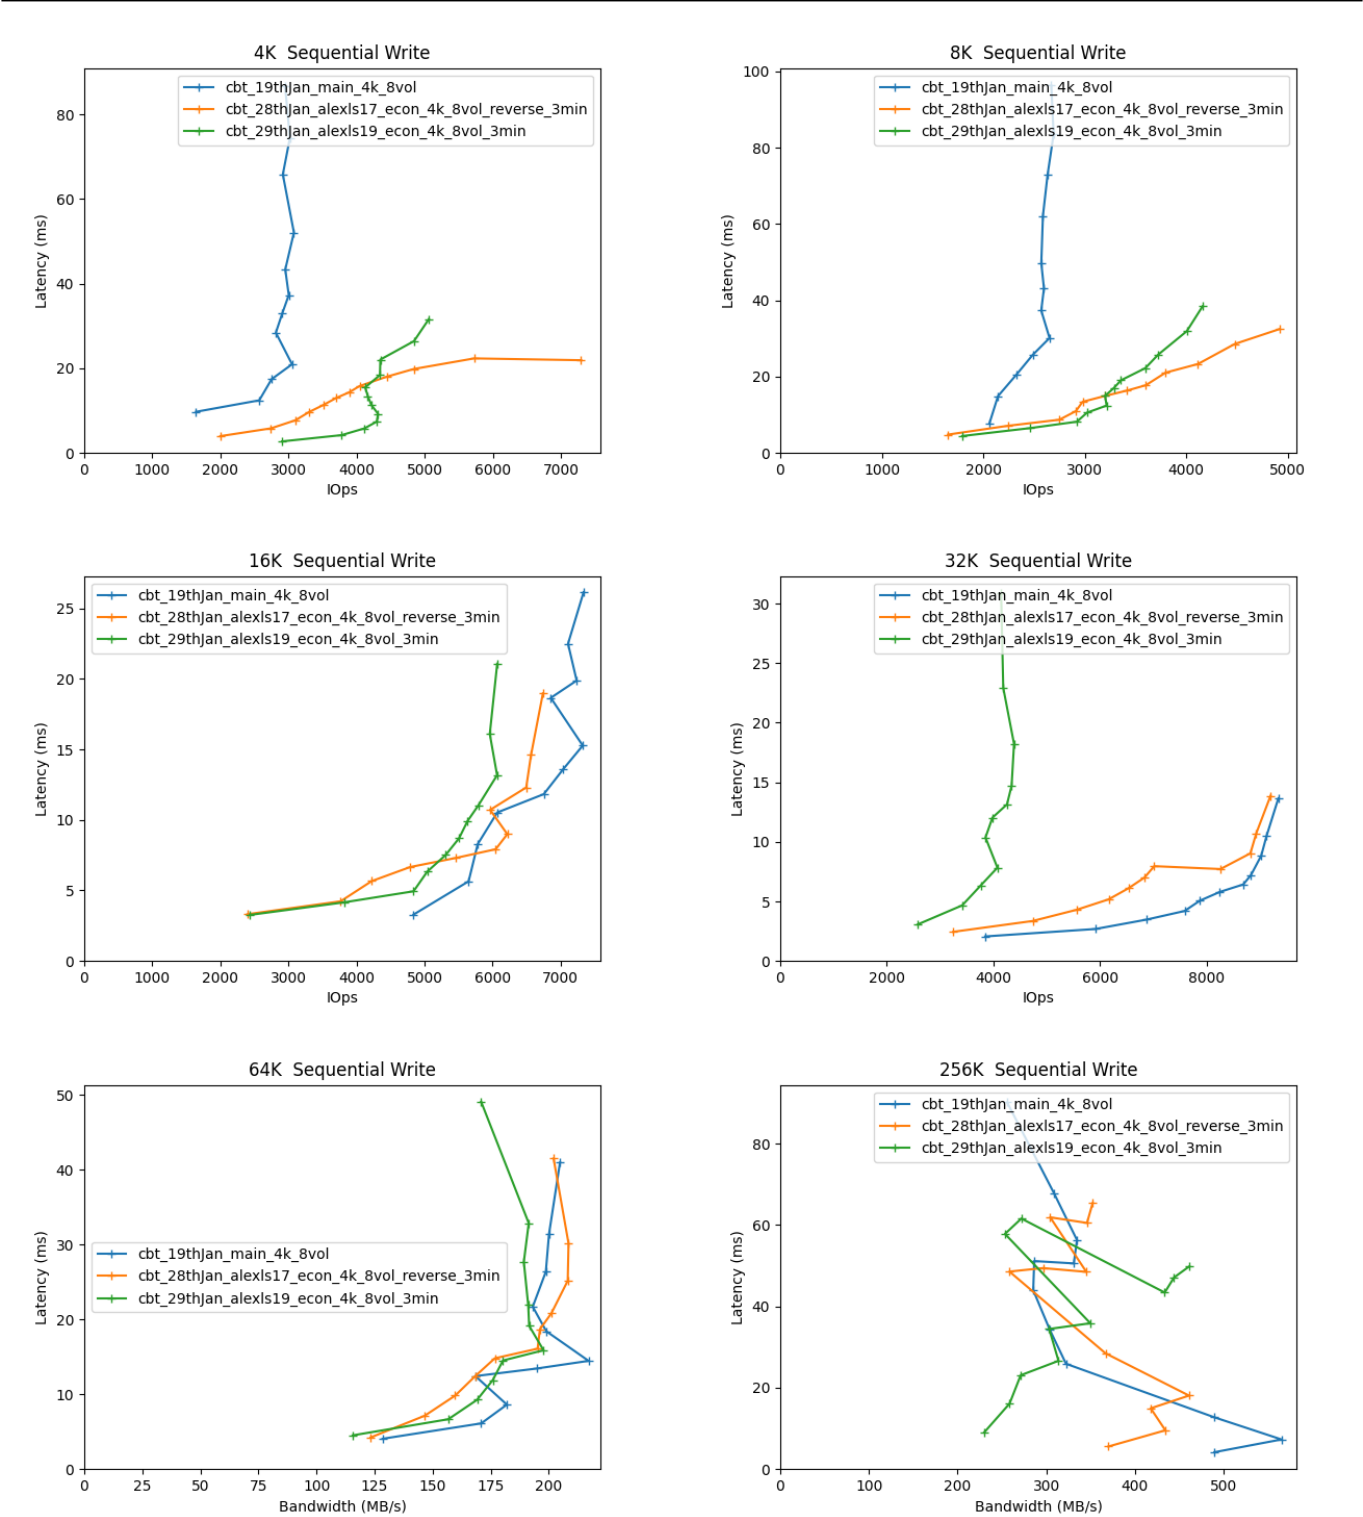 4K  Sequential Write
cbt_19thJan_main_4k_8vol
cbt_28thJan_alexls17_econ_4k_8vol_reverse_3min
cbt_29thJan_alexls19_econ_4k_8vol_3min
80
60
40
20
0
Latency (ms)
0 1000 2000 3000 4000 5000 6000 7000
IOps
8K  Sequential Write
cbt_19thJan_main_4k_8vol
cbt_28thJan_alexls17_econ_4k_8vol_reverse_3min
cbt_29thJan_alexls19_econ_4k_8vol_3min
100
80
60
40
20
0
Latency (ms)
0 1000 2000 3000 4000 5000
IOps
16K  Sequential Write
cbt_19thJan_main_4k_8vol
cbt_28thJan_alexls17_econ_4k_8vol_reverse_3min
cbt_29thJan_alexls19_econ_4k_8vol_3min
25
20
15
10
5
0
Latency (ms)
0 1000 2000 3000 4000 5000 6000 7000
IOps
32K  Sequential Write
cbt_19thJan_main_4k_8vol
cbt_28thJan_alexls17_econ_4k_8vol_reverse_3min
cbt_29thJan_alexls19_econ_4k_8vol_3min
30
25
20
15
10
5
0
Latency (ms)
0 2000 4000 6000 8000
IOps
64K  Sequential Write
50
40
30
20
10
0
Latency (ms)
cbt_19thJan_main_4k_8vol
cbt_28thJan_alexls17_econ_4k_8vol_reverse_3min
cbt_29thJan_alexls19_econ_4k_8vol_3min
0 25 50 75 100 125 150 175 200
Bandwidth (MB/s)
256K  Sequential Write
cbt_19thJan_main_4k_8vol
cbt_28thJan_alexls17_econ_4k_8vol_reverse_3min
cbt_29thJan_alexls19_econ_4k_8vol_3min
80
60
40
20
0
Latency (ms)
0 100 200 300 400 500
Bandwidth (MB/s)